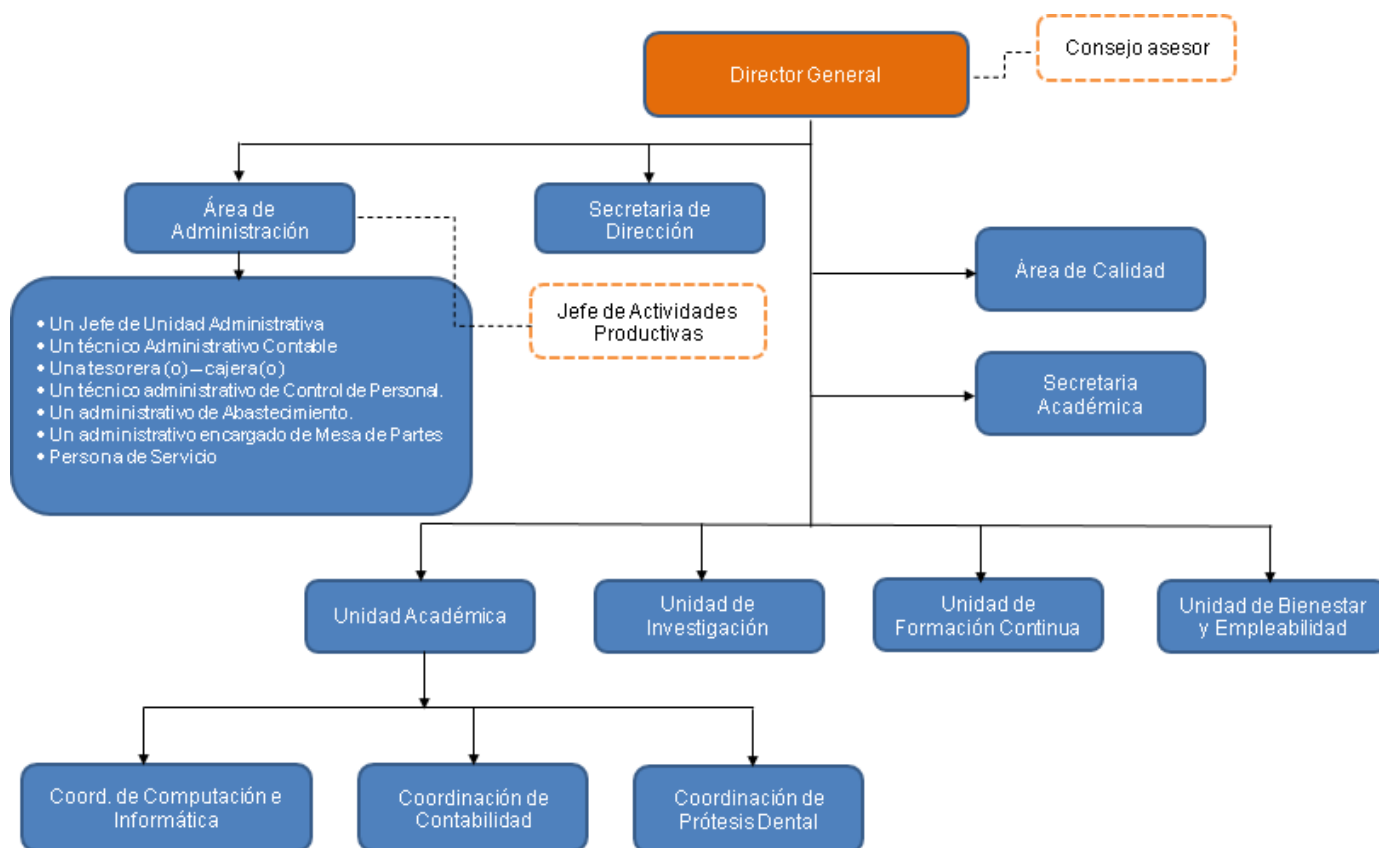 Consejo asesor
Director General
Área de
Administración
Secretaria de
Dirección
Área de Calidad
Jefe de Actividades
Productivas
• Un Jefe de Unidad Administrativa
• Un técnico Administrativo Contable
• Una tesorera (o) – cajera (o)
• Un técnico administrativo de Control de Personal.
• Un administrativo de Abastecimiento.
• Un administrativo encargado de Mesa de Partes
• Persona de Servicio
Secretaria
Académica
Unidad Académica
Unidad de
Investigación
Unidad de
Formación Continua
Unidad de Bienestar
y Empleabilidad
Coord. de Computación e
Informática
Coordinación de
Contabilidad
Coordinación de
Prótesis Dental